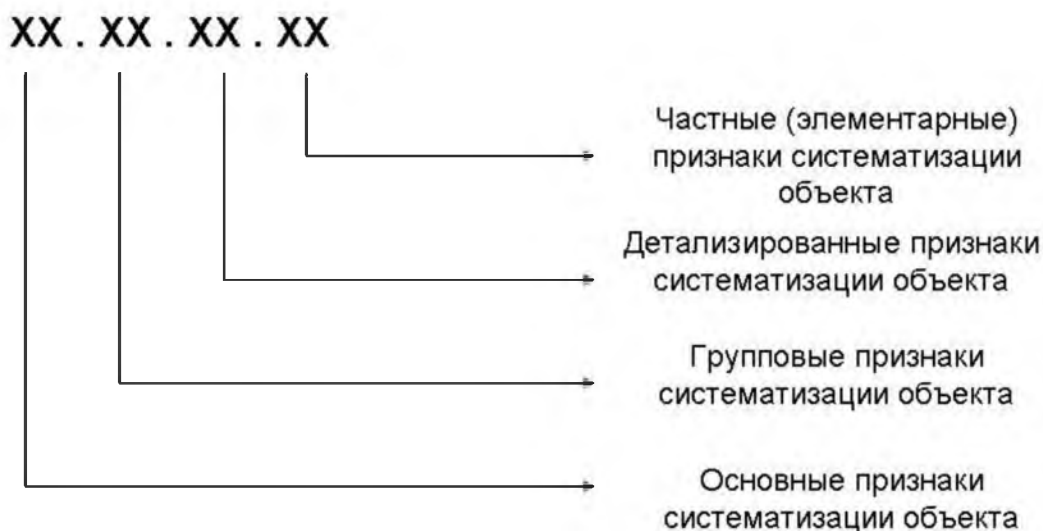 XX . XX . XX . XX
Частные (элементарные)
признаки систематизации
объекта
Детализированные признаки
систематизации объекта
Групповые признаки
систематизации объекта
Основные признаки
систематизации объекта